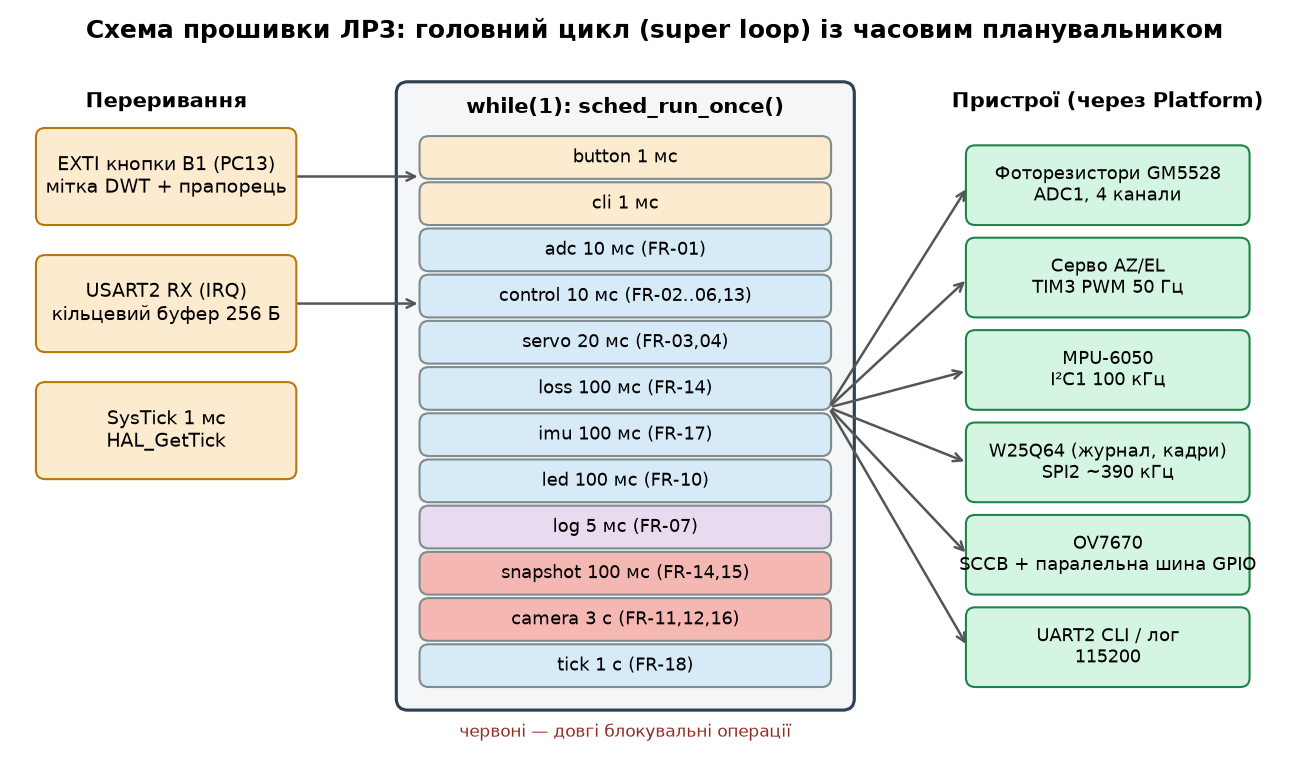 Схема прошивки ЛР3: головний цикл (super loop) із часовим планувальником
Переривання
EXTI кнопки B1 (PC13)
мітка DWT + прапорець
USART2 RX (IRQ)
кільцевий буфер 256 Б
SysTick 1 мс
HAL_GetTick
while(1): sched_run_once()
button 1 мс
cli 1 мс
adc 10 мс (FR-01)
control 10 мс (FR-02..06,13)
servo 20 мс (FR-03,04)
loss 100 мс (FR-14)
imu 100 мс (FR-17)
led 100 мс (FR-10)
log 5 мс (FR-07)
snapshot 100 мс (FR-14,15)
camera 3 с (FR-11,12,16)
tick 1 с (FR-18)
червоні — довгі блокувальні операції
Пристрої (через Platform)
Фоторезистори GM5528
ADC1, 4 канали
Серво AZ/EL
TIM3 PWM 50 Гц
MPU-6050
I²C1 100 кГц
W25Q64 (журнал, кадри)
SPI2 ~390 кГц
OV7670
SCCB + паралельна шина GPIO
UART2 CLI / лог
115200